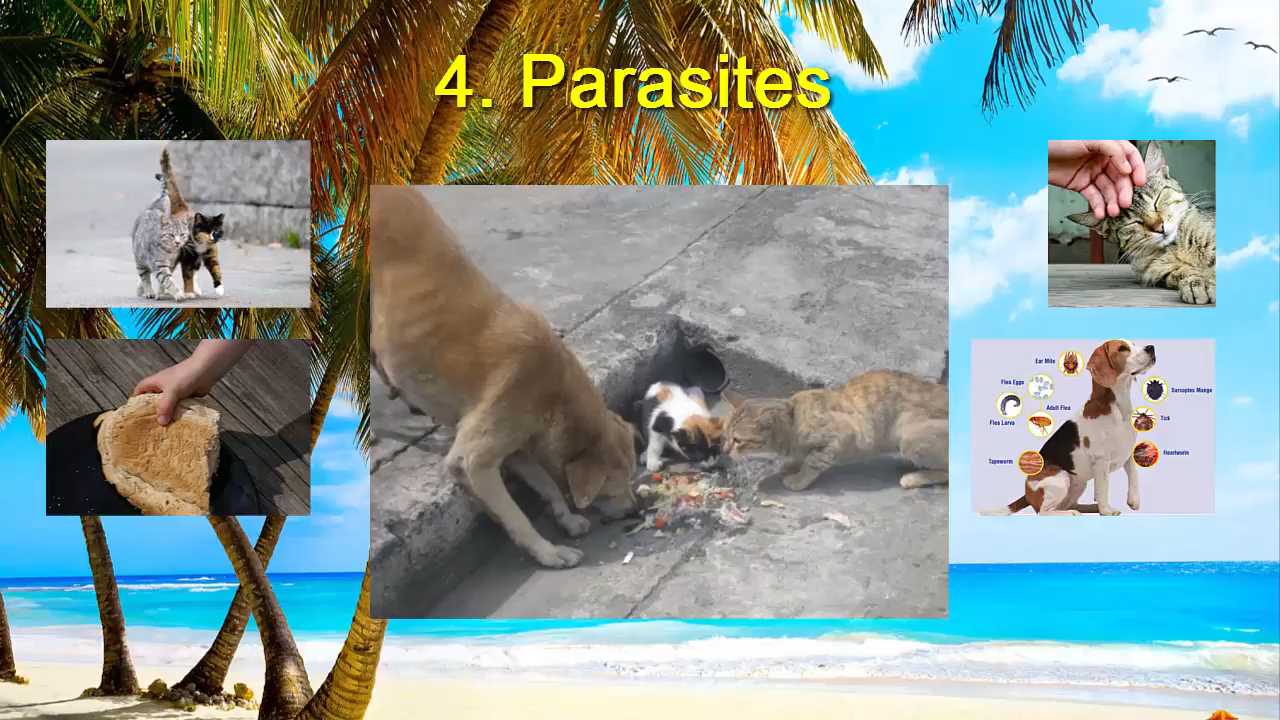 4. Parasites
Ear Mite
Flea Eggs
Sarcoptes Mange
Adult Flea
Tick
Flea Larva
Heartworm
Tapeworm